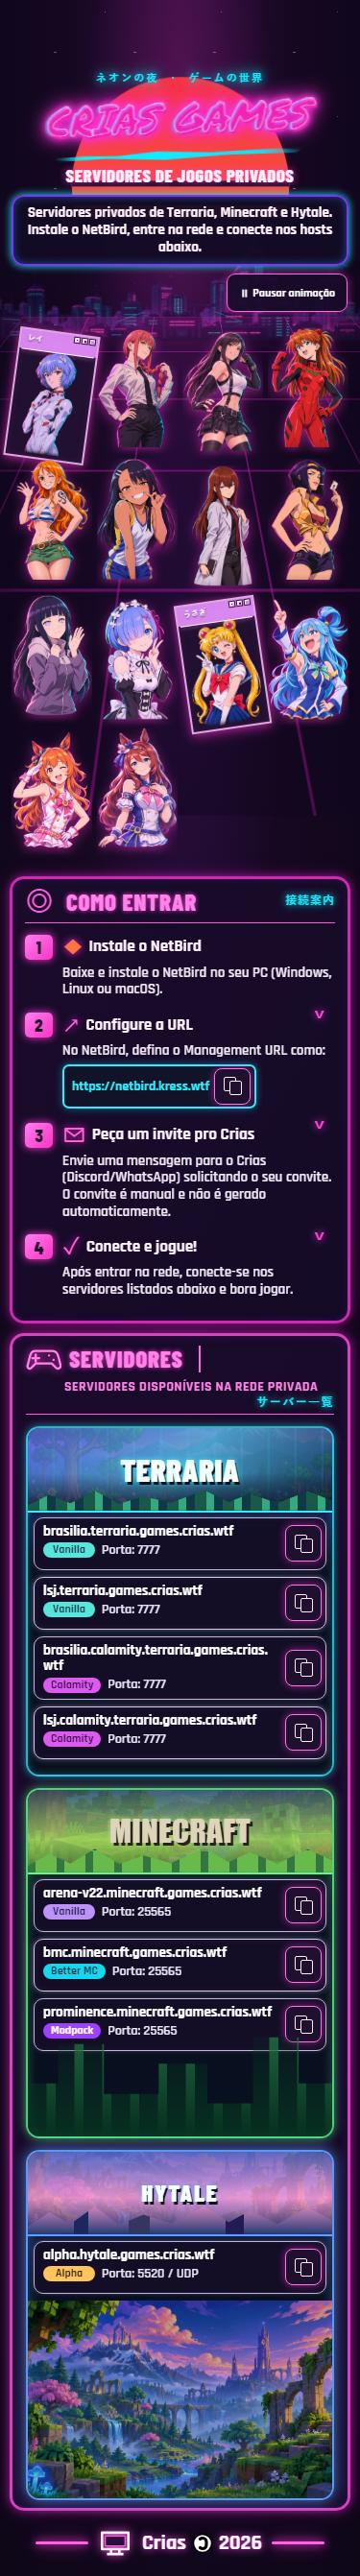 ネオンの夜 · ゲームの世界
CRIAS GAMES
SERVIDORES DE JOGOS PRIVADOS
Servidores privados de Terraria, Minecraft e Hytale.
Instale o NetBird, entre na rede e conecte nos hosts
abaixo.
Pausar animação
レイ
うさぎ
COMO ENTRAR
接続案内
1
Instale o NetBird
Baixe e instale o NetBird no seu PC (Windows,
Linux ou macOS).
2
Configure a URL
No NetBird, defina o Management URL como:
https://netbird.kress.wtf
3
Peça um invite pro Crias
Envie uma mensagem para o Crias
(Discord/WhatsApp) solicitando o seu convite.
O convite é manual e não é gerado
automaticamente.
4
Conecte e jogue!
Após entrar na rede, conecte-se nos
servidores listados abaixo e bora jogar.
SERVIDORES
SERVIDORES DISPONÍVEIS NA REDE PRIVADA
サーバー一覧
TERRARIA
brasilia.terraria.games.crias.wtf
Vanilla Porta: 7777
lsj.terraria.games.crias.wtf
Vanilla Porta: 7777
brasilia.calamity.terraria.games.crias.
wtf
Calamity Porta: 7777
lsj.calamity.terraria.games.crias.wtf
Calamity Porta: 7777
MINECRAFT
arena-v22.minecraft.games.crias.wtf
Vanilla Porta: 25565
bmc.minecraft.games.crias.wtf
Better MC Porta: 25565
prominence.minecraft.games.crias.wtf
Modpack Porta: 25565
HYTALE
alpha.hytale.games.crias.wtf
Alpha Porta: 5520 / UDP
Crias 2026